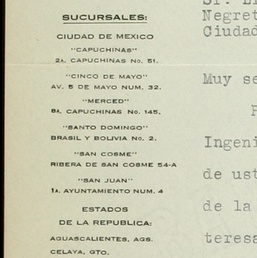 SUCURSALES:
CIUDAD DE MEXICO
"CAPUCHINAS"
2A. CAPUCHINAS No. 51.
"CINCO DE MAYO"
AV. 5 DE MAYO NUM. 32.
"MERCED"
8A. CAPUCHINAS No. 145,
"SANTO DOMINGO"
BRASIL Y BOLIVIA No. 2.
"SAN COSME"
RIBERA DE SAN COSME 54-A
"SAN JUAN"
1A. AYUNTAMIENTO NUM. 4
ESTADOS
DE LA REPUBLICA:
AGUASCALIENTES, AGS.
CELAYA, GTO.
Negret
Ciudad
Muy se
Ingeni
de ust
de la
teresa